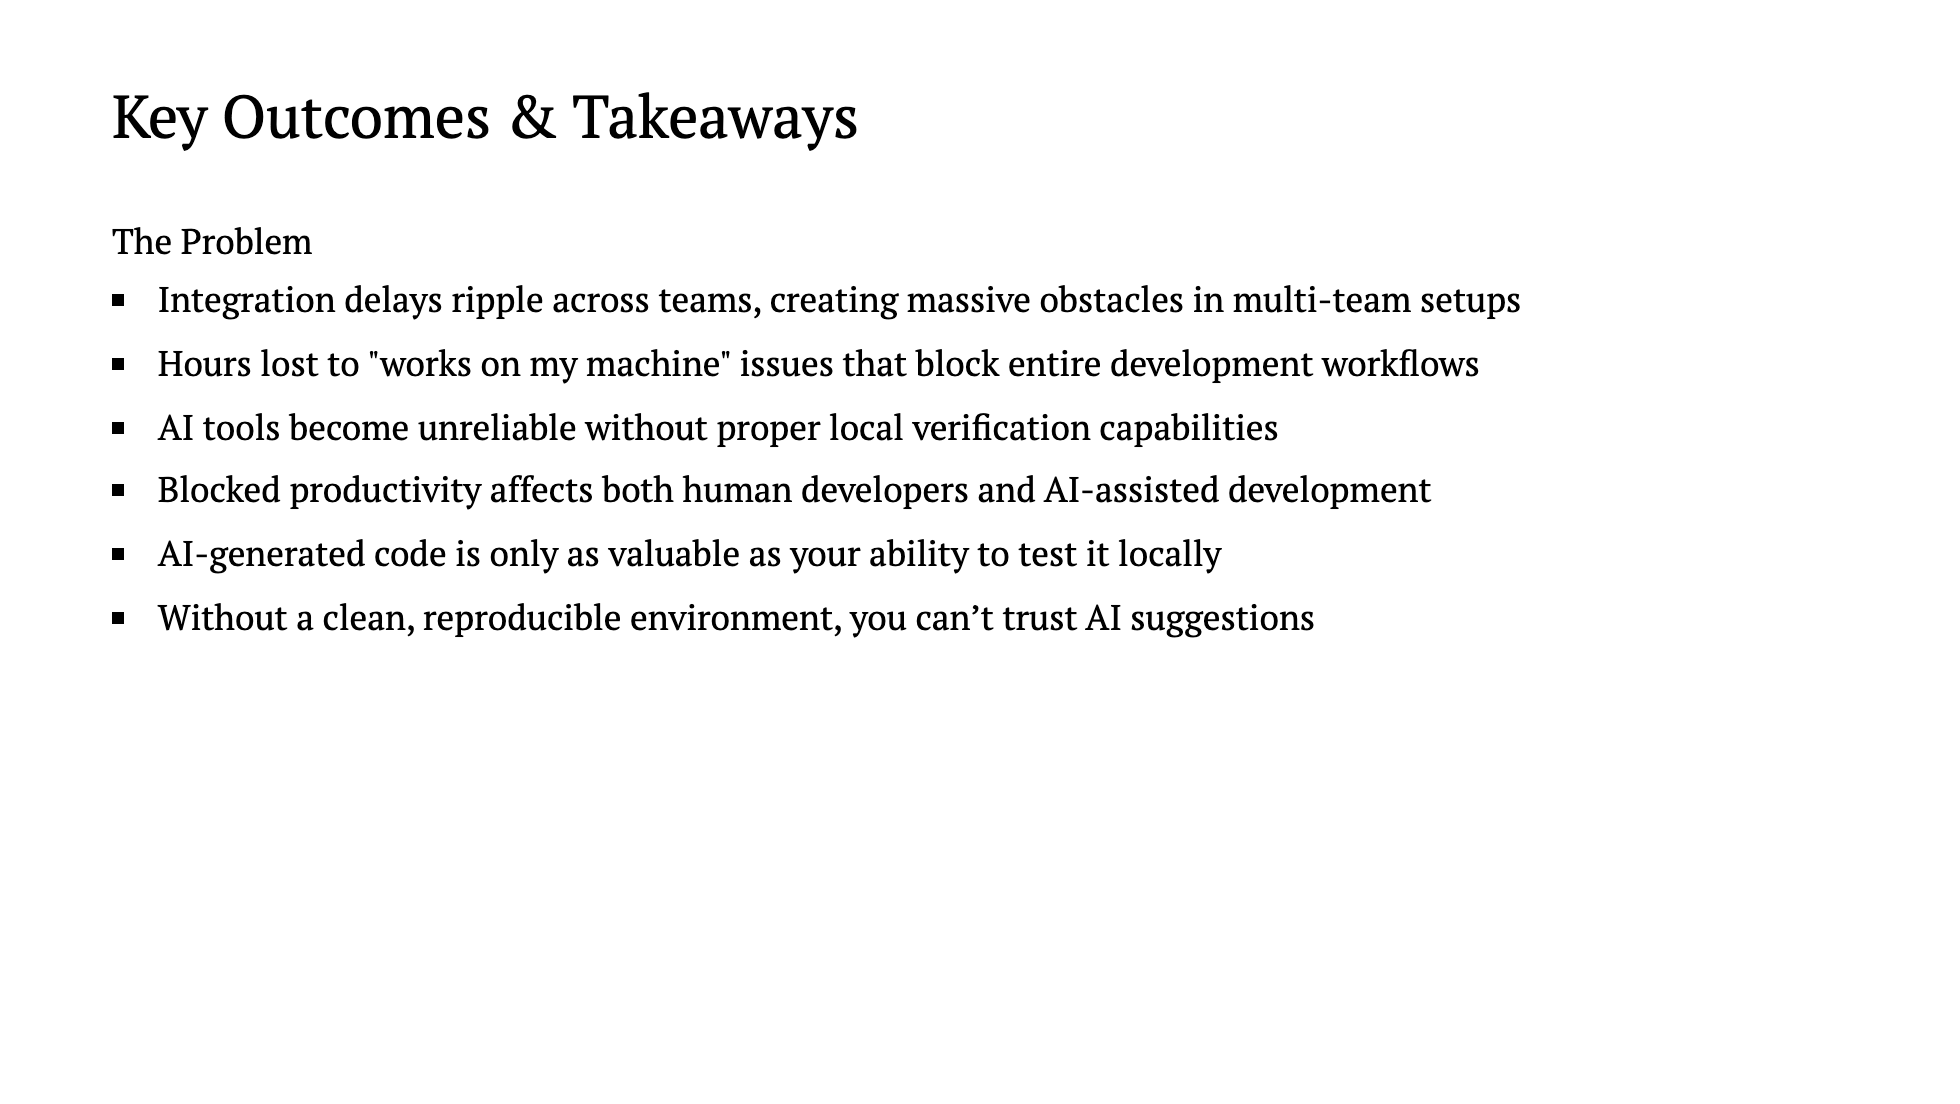 Key Outcomes & Takeaways
The Problem
▪ Integration delays ripple across teams, creating massive obstacles in multi-team setups
▪ Hours lost to "works on my machine" issues that block entire development workflows
▪ AI tools become unreliable without proper local verification capabilities
▪ Blocked productivity affects both human developers and AI-assisted development
▪ AI-generated code is only as valuable as your ability to test it locally
▪ Without a clean, reproducible environment, you can’t trust AI suggestions